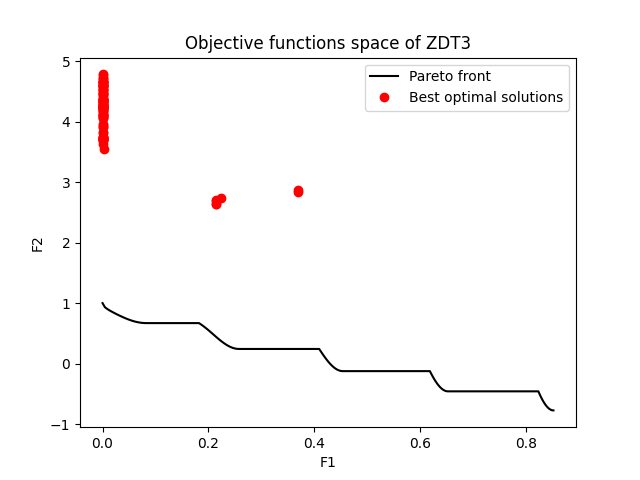 Objective functions space of ZDT3
Pareto front
Best optimal solutions
5
4
3
2
1
0
−1
F2
0.0 0.2 0.4 0.6 0.8
F1